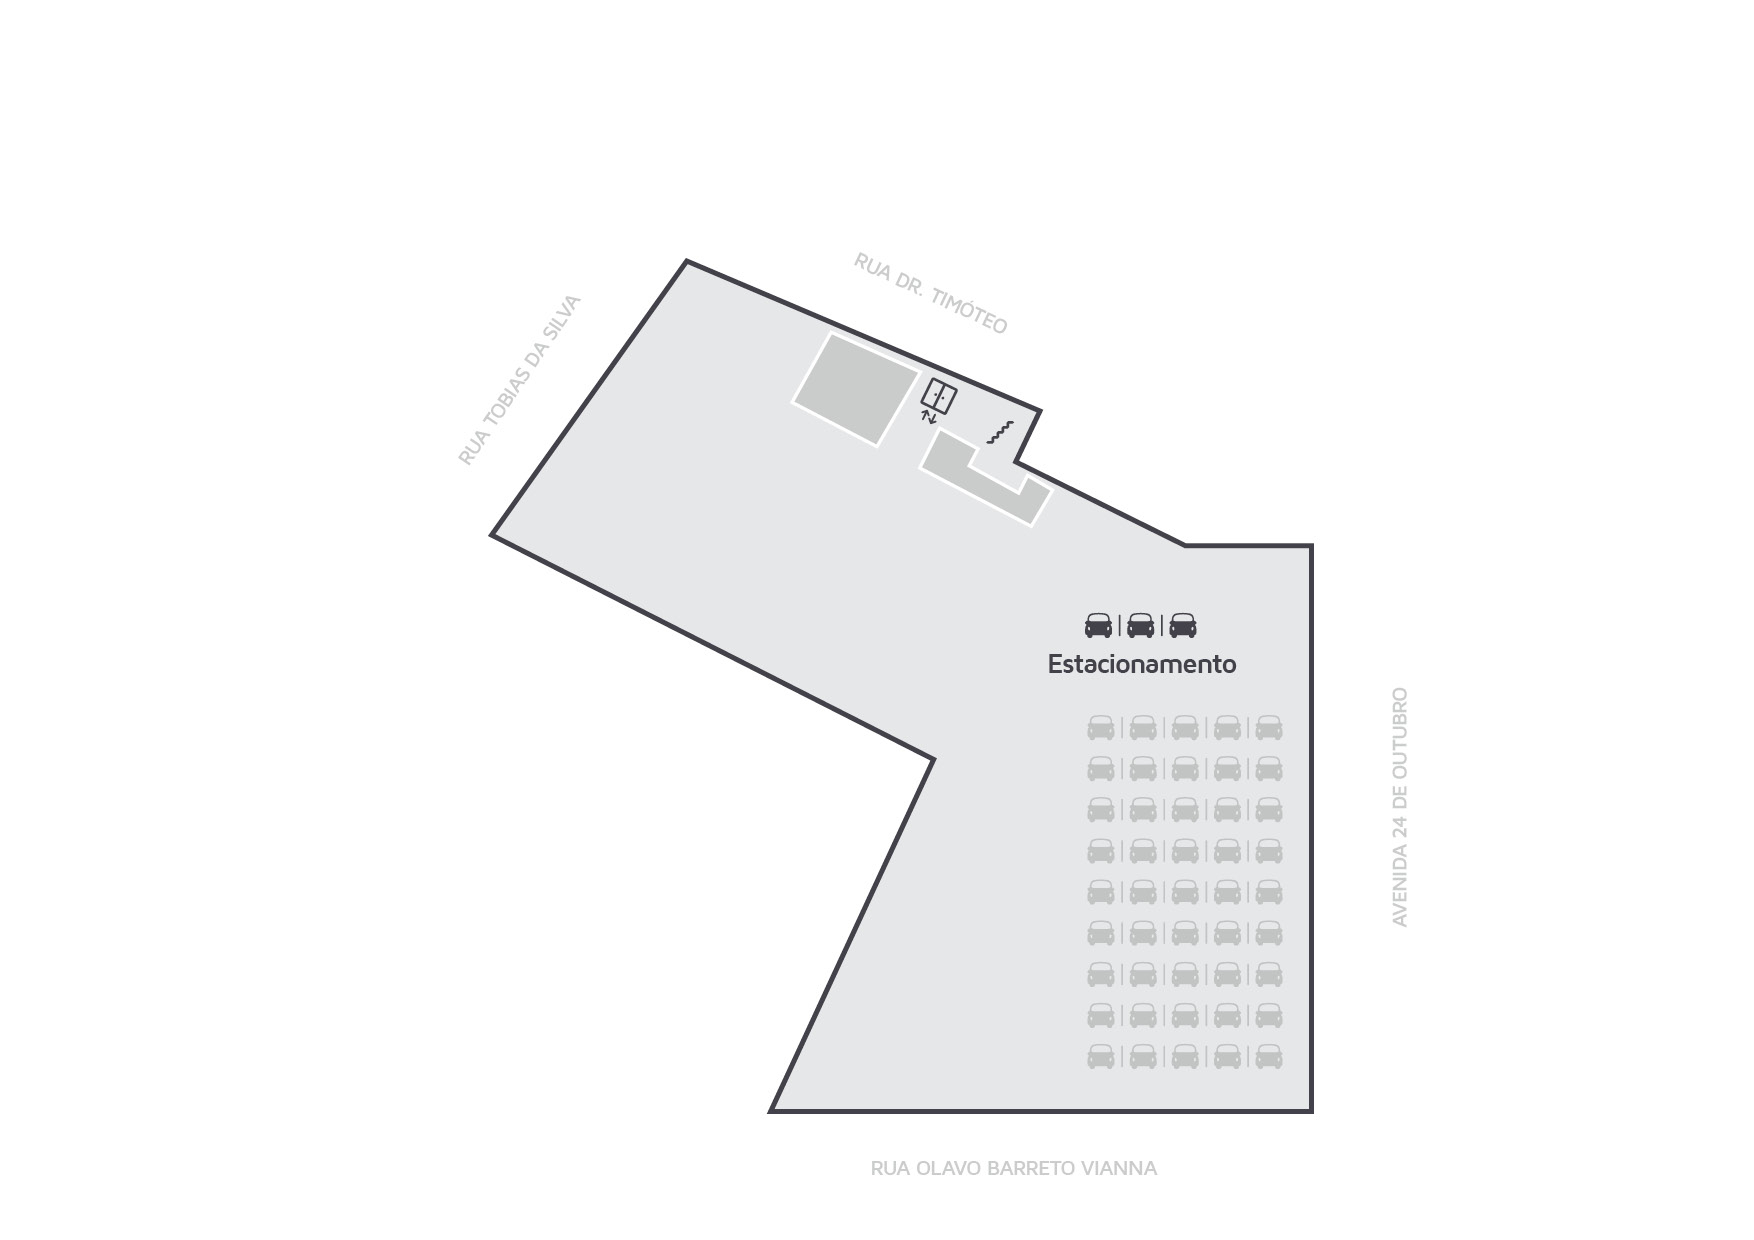 RUA DR. TIMÓTEO
RUA TOBIAS DA SILVA
Estacionamento
AVENIDA 24 DE OUTUBRO
RUA OLAVO BARRETO VIANNA